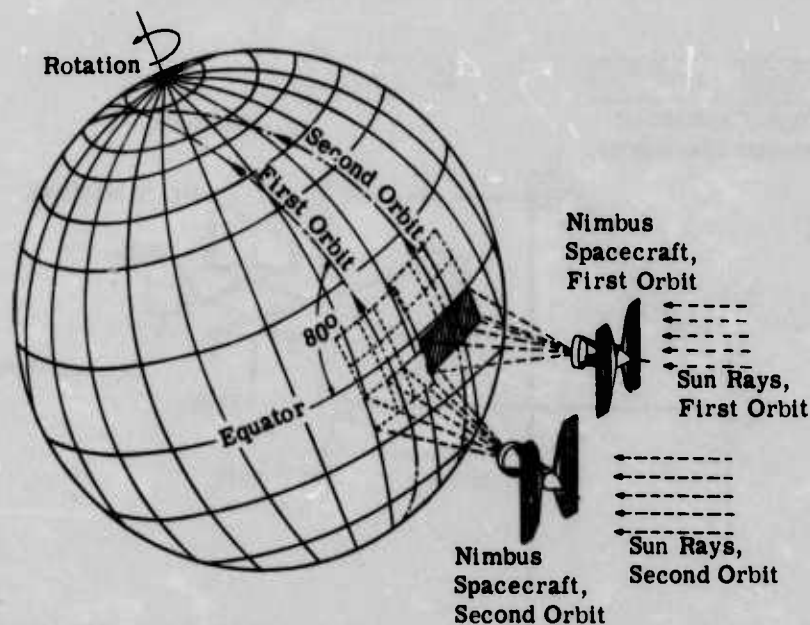 Rotation
Second Orbit
First Orbit
80°
Equator
Nimbus
Spacecraft,
First Orbit
Sun Rays,
First Orbit
Nimbus
Spacecraft,
Second Orbit
Sun Rays,
Second Orbit